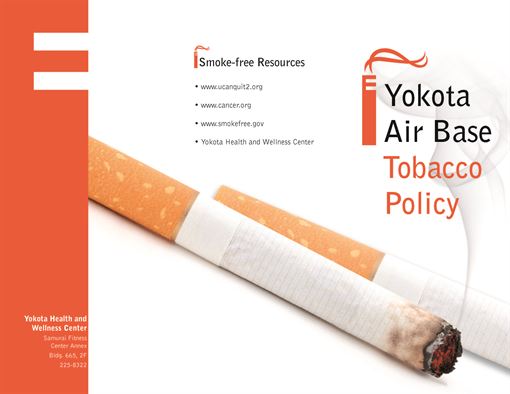 Smoke-free Resources
• www.ucanquit2.org
• www.cancer.org
• www.smokefree.gov
• Yokota Health and Wellness Center
Yokota
Air Base
Tobacco
Policy
Yokota Health and
Wellness Center
Samurai Fitness
Center Annex
Bldg. 665, 2F
225-8322